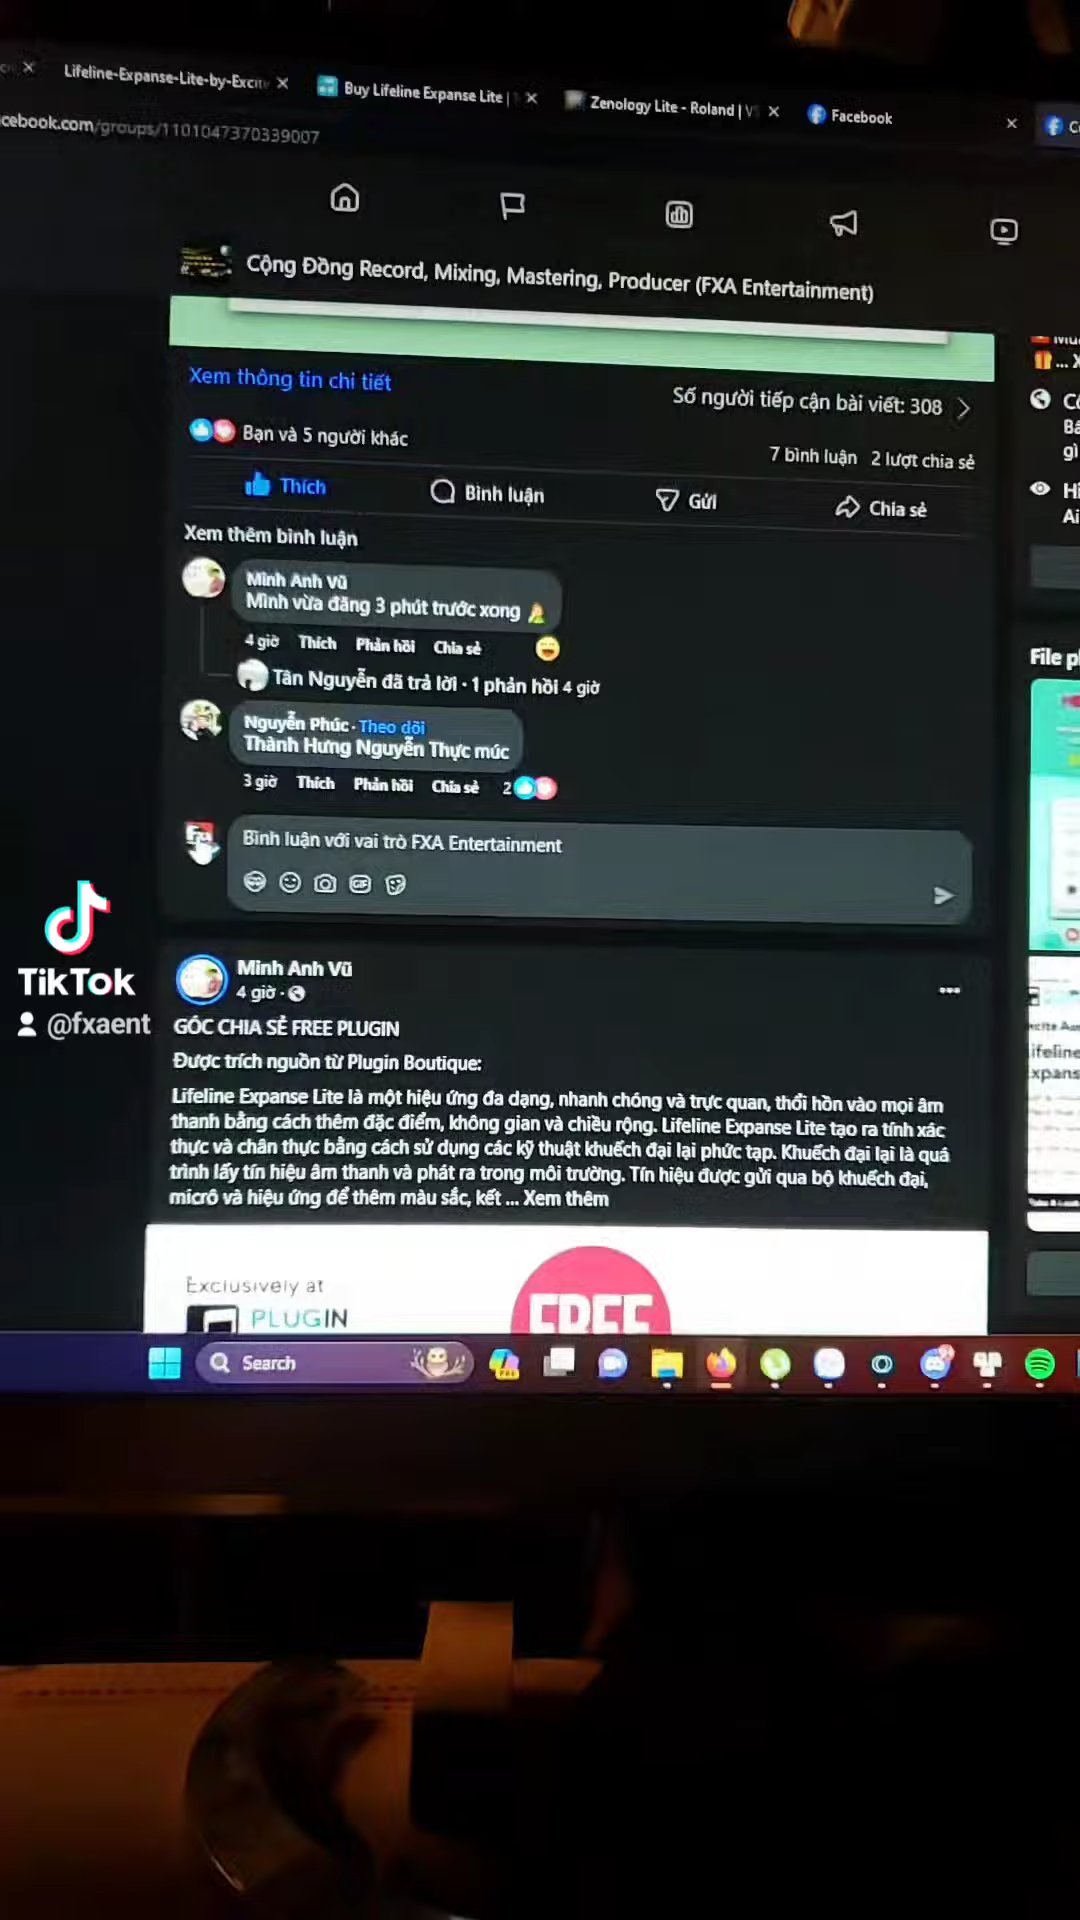 Lifeline-Expanse-Lite-by-Excite
Buy Lifeline Expanse Lite |
Zenology Lite - Roland | VS
Facebook
cebook.com/groups/1101047370339007
Cộng Đồng Record, Mixing, Mastering, Producer (FXA Entertainment)
Xem thông tin chi tiết
Số người tiếp cận bài viết: 308
Bạn và 5 người khác
7 bình luận 2 lượt chia sẻ
Thích
Bình luận
Gửi
Chia sẻ
Xem thêm bình luận
Minh Anh Vũ
Mình vừa đăng 3 phút trước xong
4 giờ Thích Phản hồi Chia sẻ
Tân Nguyễn đã trả lời · 1 phản hồi 4 giờ
Nguyễn Phúc · Theo dõi
Thành Hưng Nguyễn Thực múc
3 giờ Thích Phản hồi Chia sẻ 2
Bình luận với vai trò FXA Entertainment
GIF
TikTok
@fxaent
Minh Anh Vũ
4 giờ ·
GÓC CHIA SẺ FREE PLUGIN
Được trích nguồn từ Plugin Boutique:
Lifeline Expanse Lite là một hiệu ứng đa dạng, nhanh chóng và trực quan, thổi hồn vào mọi âm
thanh bằng cách thêm đặc điểm, không gian và chiều rộng. Lifeline Expanse Lite tạo ra tính xác
thực và chân thực bằng cách sử dụng các kỹ thuật khuếch đại lại phức tạp. Khuếch đại lại là quá
trình lấy tín hiệu âm thanh và phát ra trong môi trường. Tín hiệu được gửi qua bộ khuếch đại,
micrô và hiệu ứng để thêm màu sắc, kết ... Xem thêm
Exclusively at
PLUGIN
FREE
File p
Search